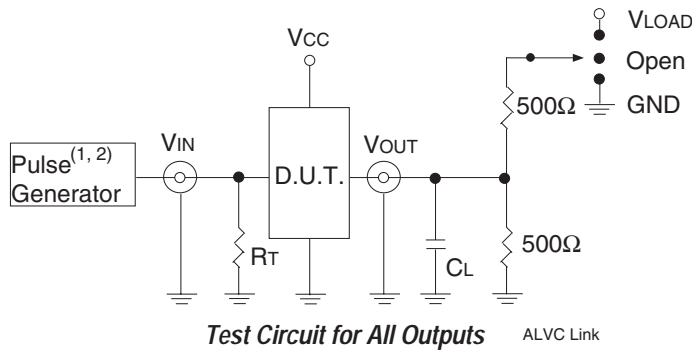 VLOAD
Open
GND
VCC
500Ω
VIN
VOUT
Pulse(1, 2)
Generator
D.U.T.
RT
CL
500Ω
Test Circuit for All Outputs
ALVC Link